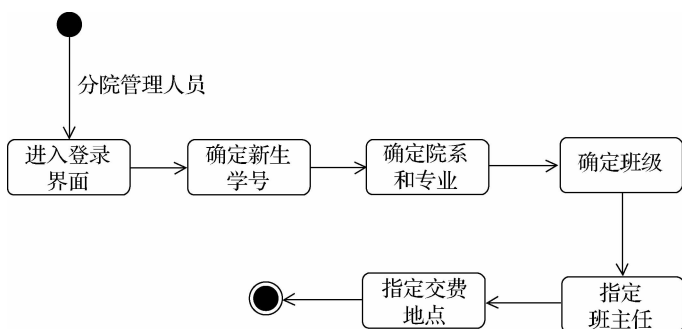 分院管理人员
进入登录
界面
确定新生
学号
确定院系
和专业
确定班级
指定
班主任
指定交费
地点